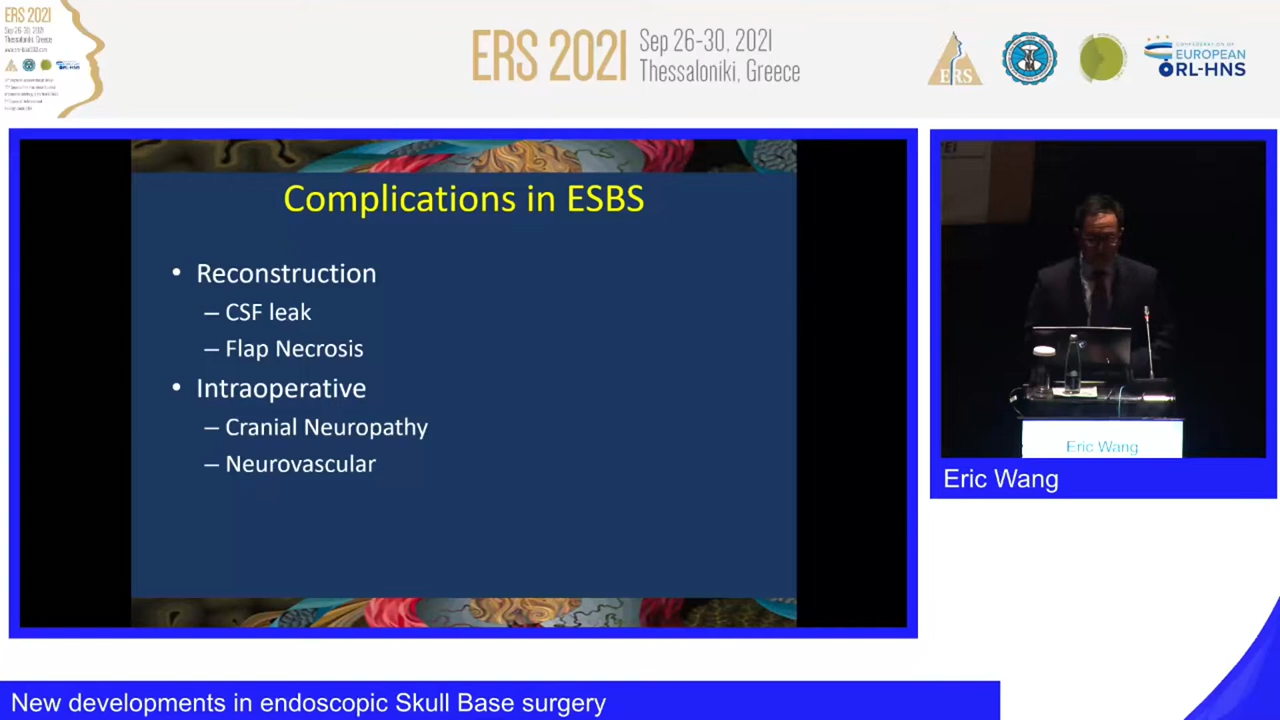 ERS 2021
Sep 26-30, 2021
Thessaloniki, Greece
ERS 2021
Sep 26-30, 2021
Thessaloniki, Greece
ERS
CONFEDERATION OF
EUROPEAN
ORL-HNS
Complications in ESBS
• Reconstruction
– CSF leak
– Flap Necrosis
• Intraoperative
– Cranial Neuropathy
– Neurovascular
Eric Wang
Eric Wang
New developments in endoscopic Skull Base surgery